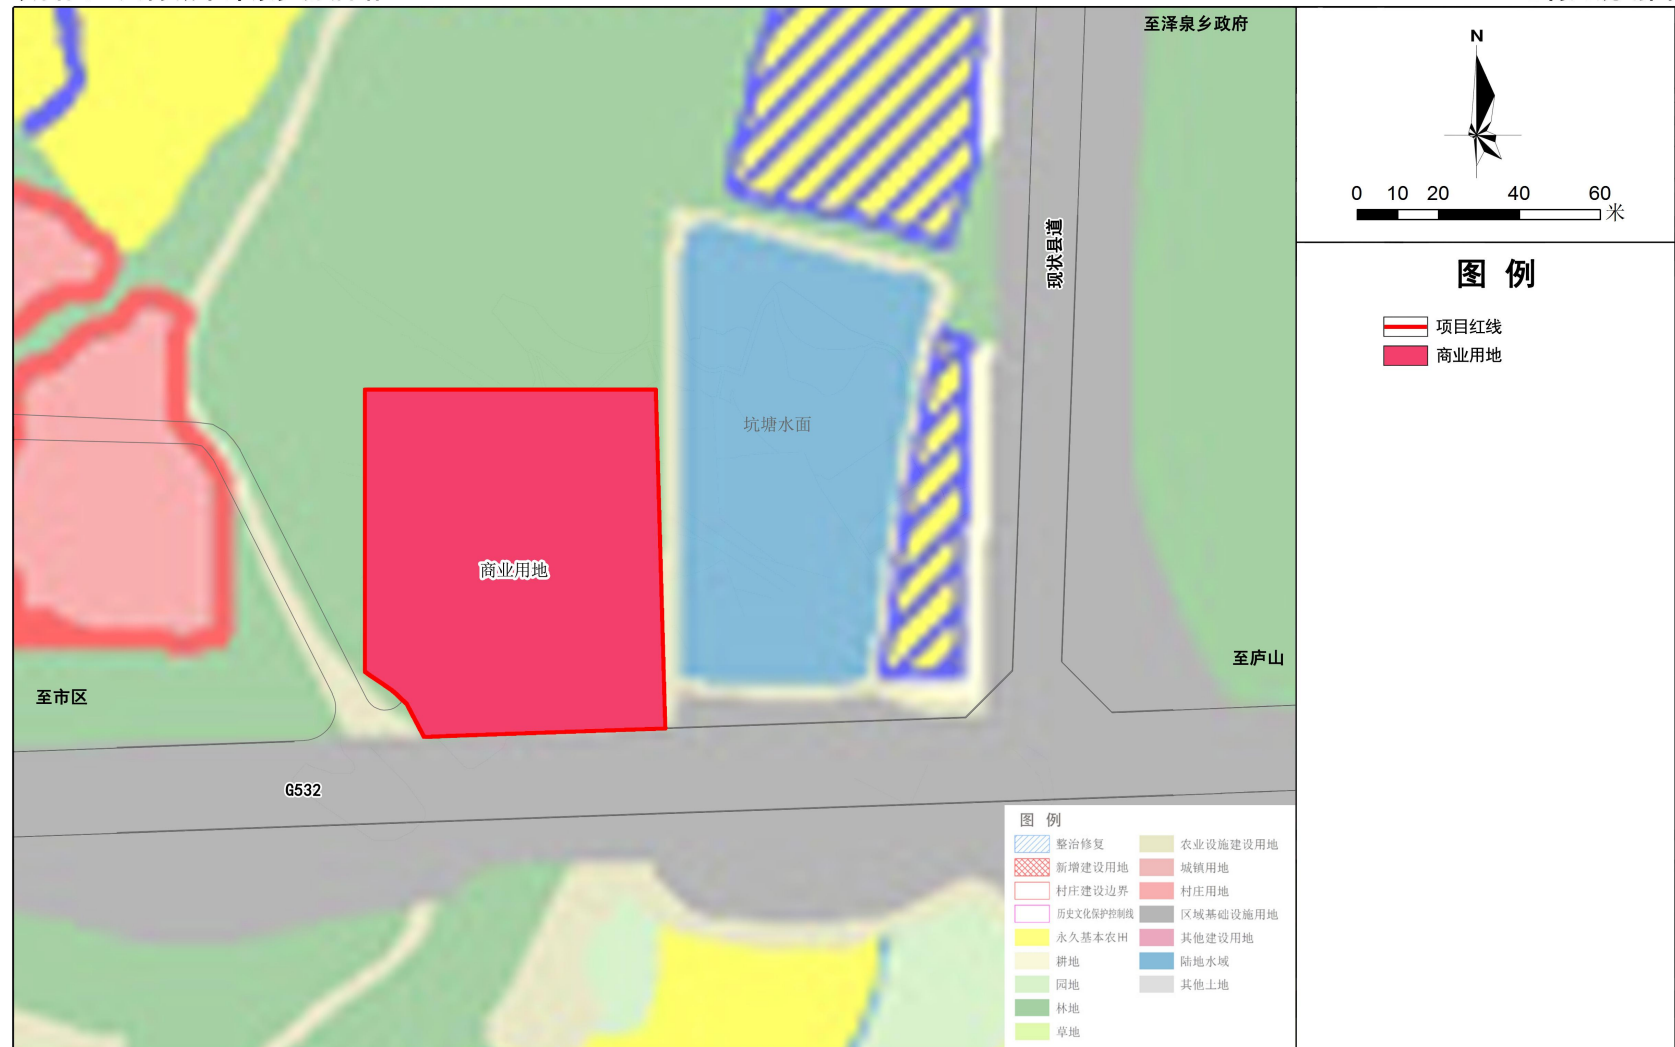 至泽泉乡政府
N
0 10 20 40 60 米
现状县道
图 例
项目红线
商业用地
坑塘水面
商业用地
至庐山
至市区
G532
图 例
整治修复
新增建设用地
村庄建设边界
历史文化保护控制线
永久基本农田
耕地
园地
林地
草地
农业设施建设用地
城镇用地
村庄用地
区域基础设施用地
其他建设用地
陆地水域
其他土地